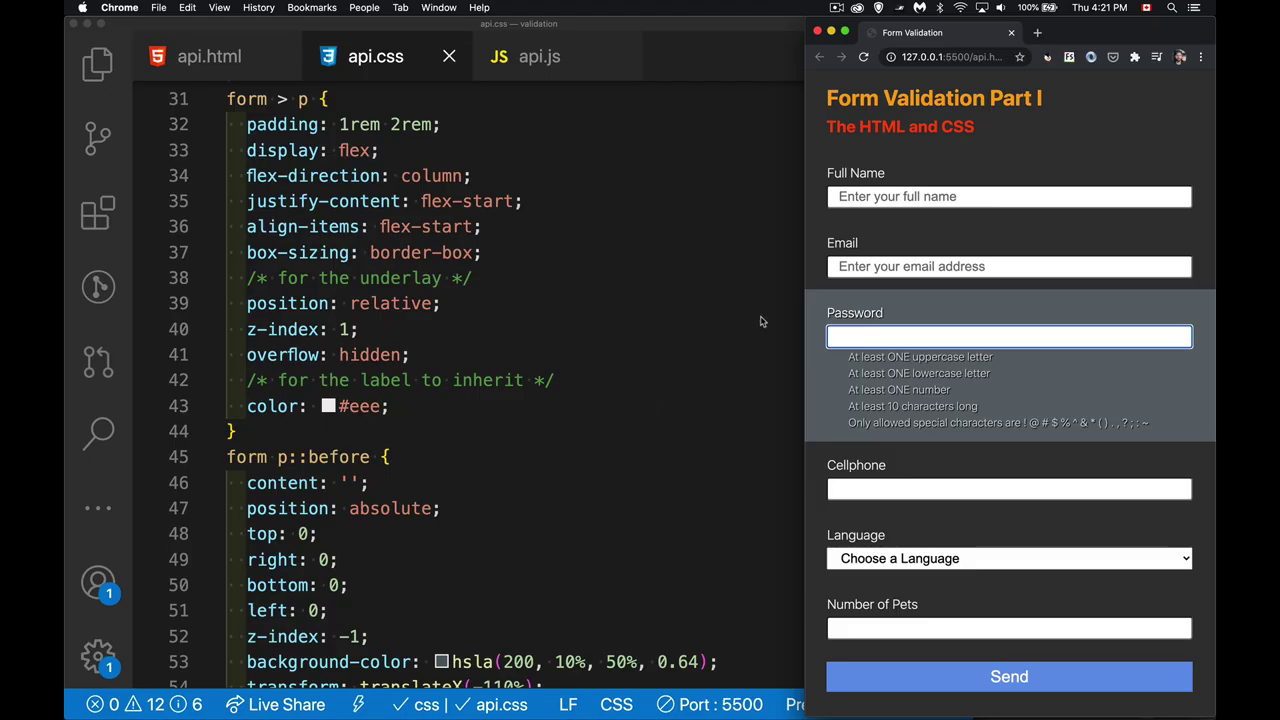 Chrome File Edit View History Bookmarks People Tab Window Help 100% Thu 4:21 PM
api.css — validation
api.html api.css JS api.js
31 form > p {
32 padding: 1rem 2rem;
33 display: flex;
34 flex-direction: column;
35 justify-content: flex-start;
36 align-items: flex-start;
37 box-sizing: border-box;
38 /* for the underlay */
39 position: relative;
40 z-index: 1;
41 overflow: hidden;
42 /* for the label to inherit */
43 color: #eee;
44 }
45 form p::before {
46 content: '';
47 position: absolute;
48 top: 0;
49 right: 0;
50 bottom: 0;
51 left: 0;
52 z-index: -1;
53 background-color: hsla(200, 10%, 50%, 0.64);
54 transform: translateX(-110%);
1
1
0 12 6 Live Share css | api.css LF CSS Port : 5500
Form Validation
127.0.0.1:5500/api.h...
Form Validation Part I
The HTML and CSS
Full Name
Enter your full name
Email
Enter your email address
Password
At least ONE uppercase letter
At least ONE lowercase letter
At least ONE number
At least 10 characters long
Only allowed special characters are ! @ # $ % ^ & * ( ) . , ? ; : ~
Cellphone
Language
Choose a Language
Number of Pets
Send